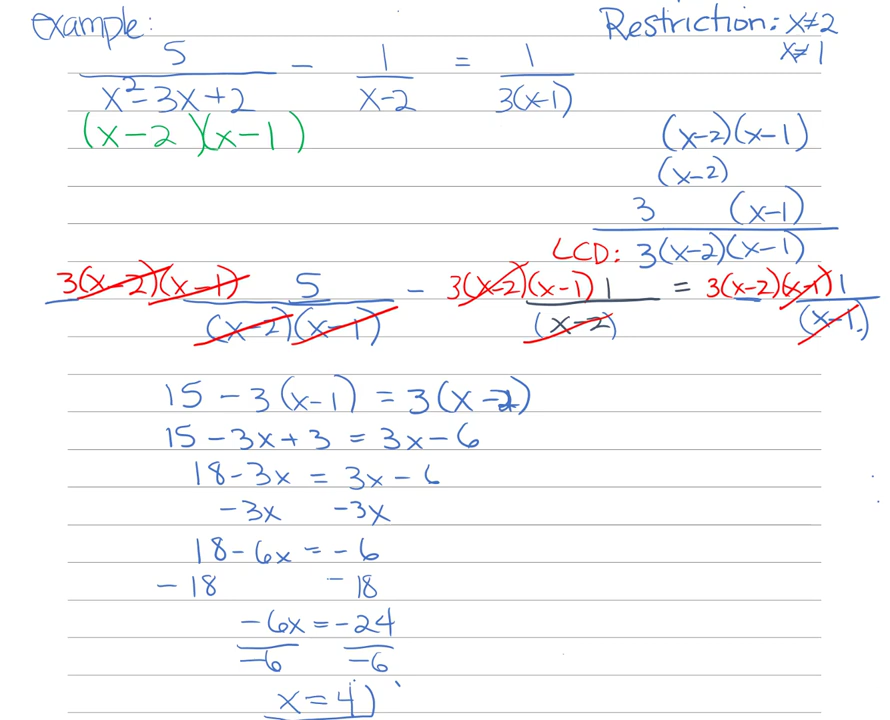 example: Restriction: x≠2
x≠1
5/(x²-3x+2) - 1/(x-2) = 1/(3(x-1))
(x-2)(x-1)
(x-2)(x-1)
(x-2)
3 (x-1)
LCD: 3(x-2)(x-1)
3(x-2)(x-1) 5/((x-2)(x-1)) - 3(x-2)(x-1) 1/(x-2) = 3(x-2)(x-1) 1/(x-1)
15 - 3(x-1) = 3(x-2)
15 - 3x + 3 = 3x - 6
18 - 3x = 3x - 6
-3x -3x
18 - 6x = -6
-18 -18
-6x = -24
-6 -6
x = 4